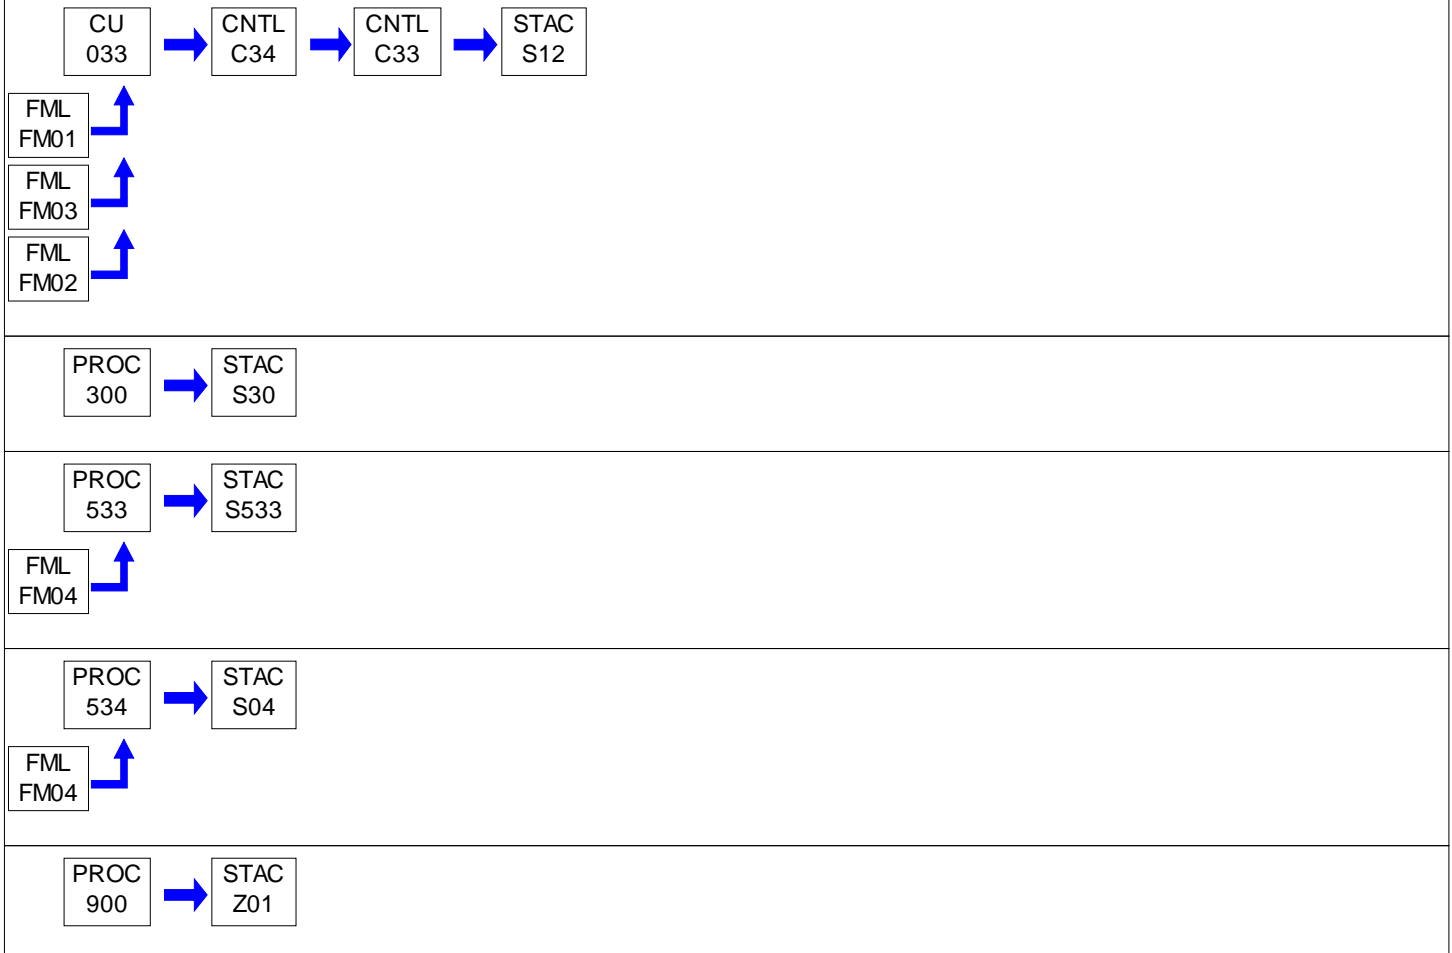 CU
033
CNTL
C34
CNTL
C33
STAC
S12
FML
FM01
FML
FM03
FML
FM02
PROC
300
STAC
S30
PROC
533
STAC
S533
FML
FM04
PROC
534
STAC
S04
FML
FM04
PROC
900
STAC
Z01